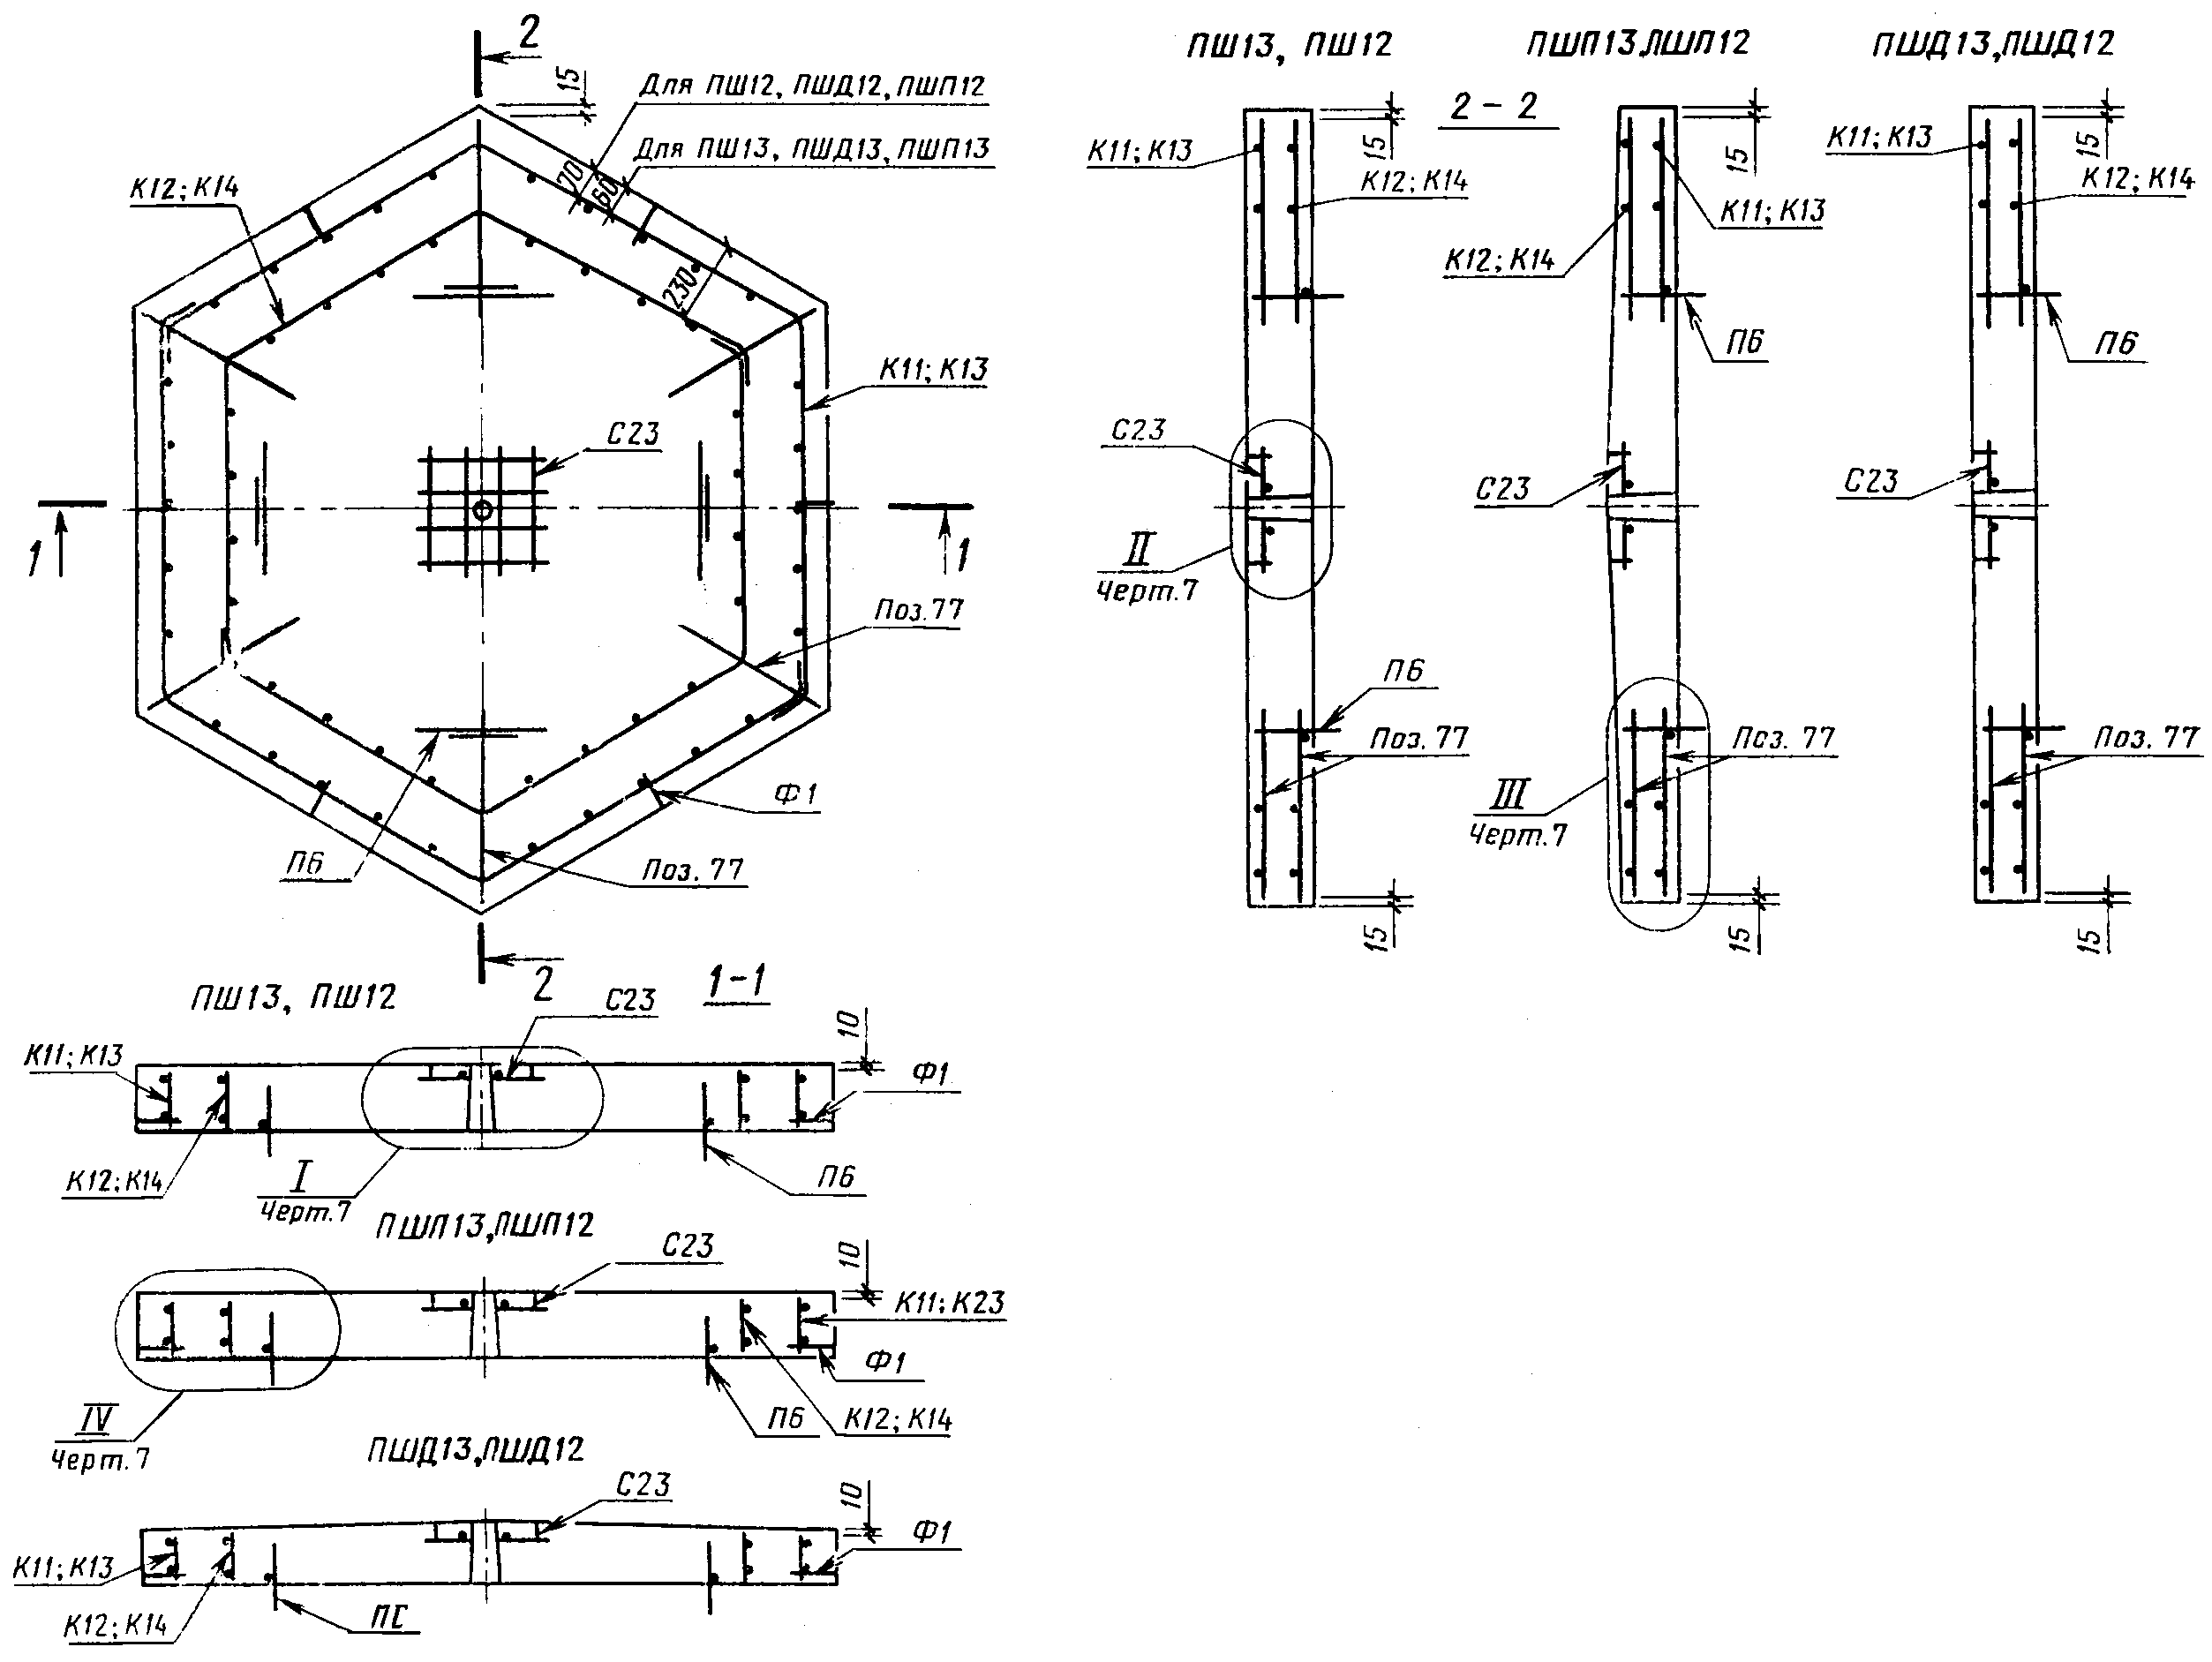 2
15
Для ПШ12, ПШД12, ПШП12
Для ПШ13, ПШД13, ПШП13
70
60
230
К12; К14
К11; К13
С23
1
1
Поз.77
Ф1
П6
Поз.77
2
ПШ13, ПШ12
ПШП13,ПШП12
ПШД13,ПШД12
2-2
15
15
15
К11; К13
К12; К14
К11; К13
К12; К14
К11; К13
К12; К14
П6
П6
С23
С23
С23
II
Черт.7
П6
Поз.77
Поз.77
Поз.77
III
Черт.7
15
15
15
1-1
ПШ13, ПШ12
С23
10
К11; К13
Ф1
К12; К14
I
Черт.7
П6
ПШП13,ПШП12
С23
10
К11; К23
Ф1
IV
Черт.7
П6
К12; К14
ПШД13,ПШД12
С23
10
Ф1
К11; К13
К12; К14
ПС